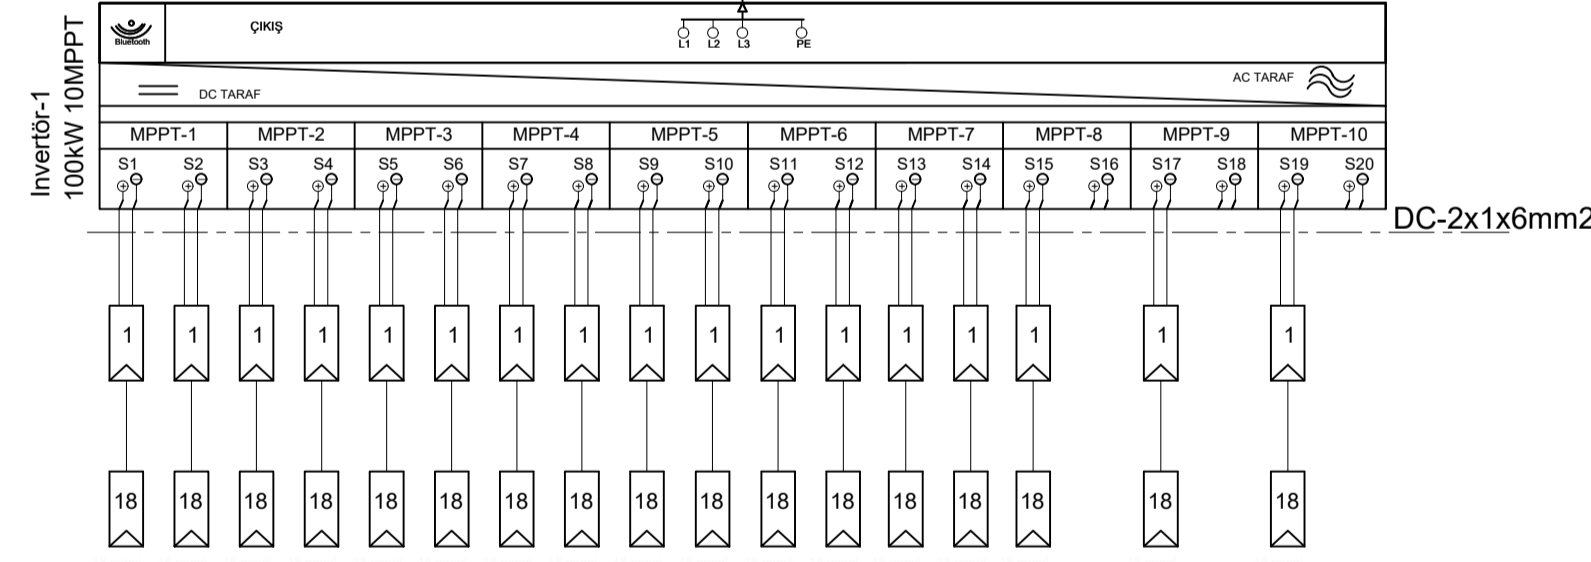 Invertör-1
100kW 10MPPT
Bluetooth
ÇIKIŞ
L1 L2 L3 PE
DC TARAF
AC TARAF
MPPT-1 MPPT-2 MPPT-3 MPPT-4 MPPT-5 MPPT-6 MPPT-7 MPPT-8 MPPT-9 MPPT-10
S1 S2 S3 S4 S5 S6 S7 S8 S9 S10 S11 S12 S13 S14 S15 S16 S17 S18 S19 S20
DC-2x1x6mm2
1 1 1 1 1 1 1 1 1 1 1 1 1 1 1 1 1
18 18 18 18 18 18 18 18 18 18 18 18 18 18 18 18 18